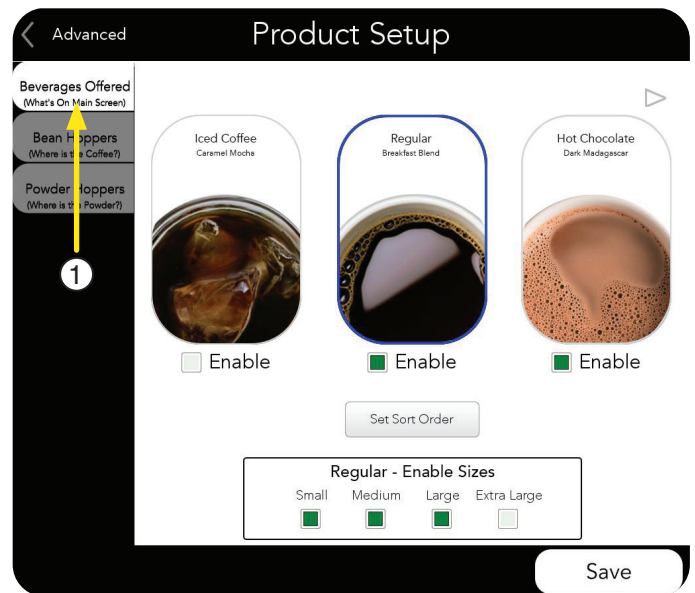 Advanced
Product Setup
Beverages Offered
(What's On Main Screen)
Bean Hoppers
(Where is the Coffee?)
Powder Hoppers
(Where is the Powder?)
1
Iced Coffee
Caramel Mocha
Regular
Breakfast Blend
Hot Chocolate
Dark Madagascar
Enable
Enable
Enable
Set Sort Order
Regular - Enable Sizes
Small Medium Large Extra Large
Save